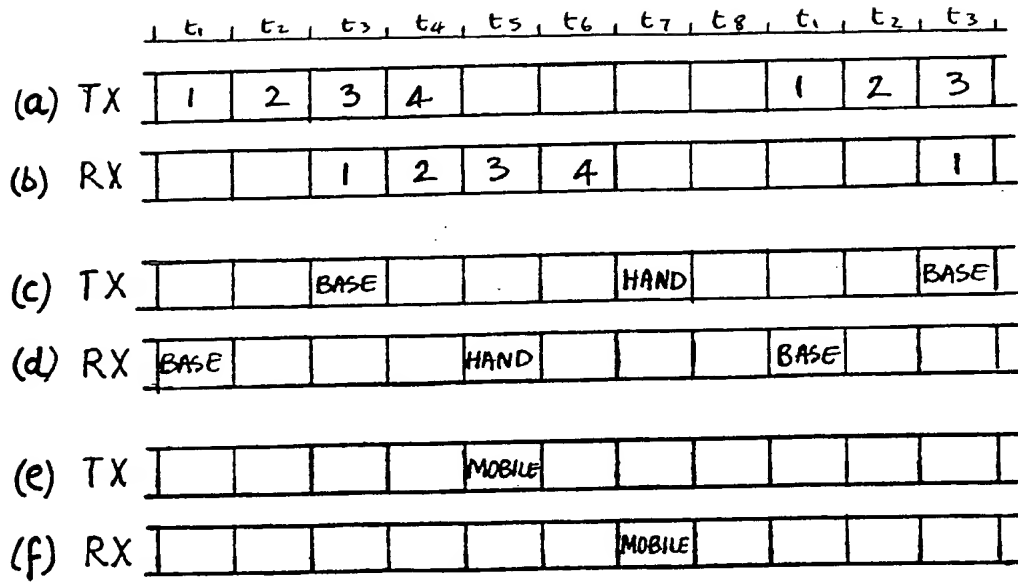 t₁ t₂ t₃ t₄ t₅ t₆ t₇ t₈ t₁ t₂ t₃
(a) TX 1 2 3 4 1 2 3
(b) RX 1 2 3 4 1
(c) TX BASE HAND BASE
(d) RX BASE HAND BASE
(e) TX MOBILE
(f) RX MOBILE